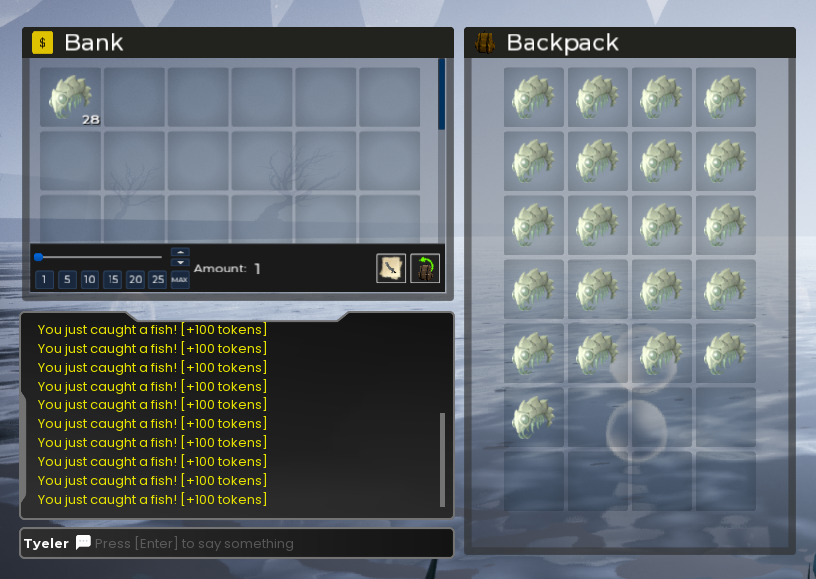 $ Bank
28
1 5 10 15 20 25 MAX
Amount: 1
Backpack
You just caught a fish! [+100 tokens]
You just caught a fish! [+100 tokens]
You just caught a fish! [+100 tokens]
You just caught a fish! [+100 tokens]
You just caught a fish! [+100 tokens]
You just caught a fish! [+100 tokens]
You just caught a fish! [+100 tokens]
You just caught a fish! [+100 tokens]
You just caught a fish! [+100 tokens]
You just caught a fish! [+100 tokens]
Tyeler Press [Enter] to say something